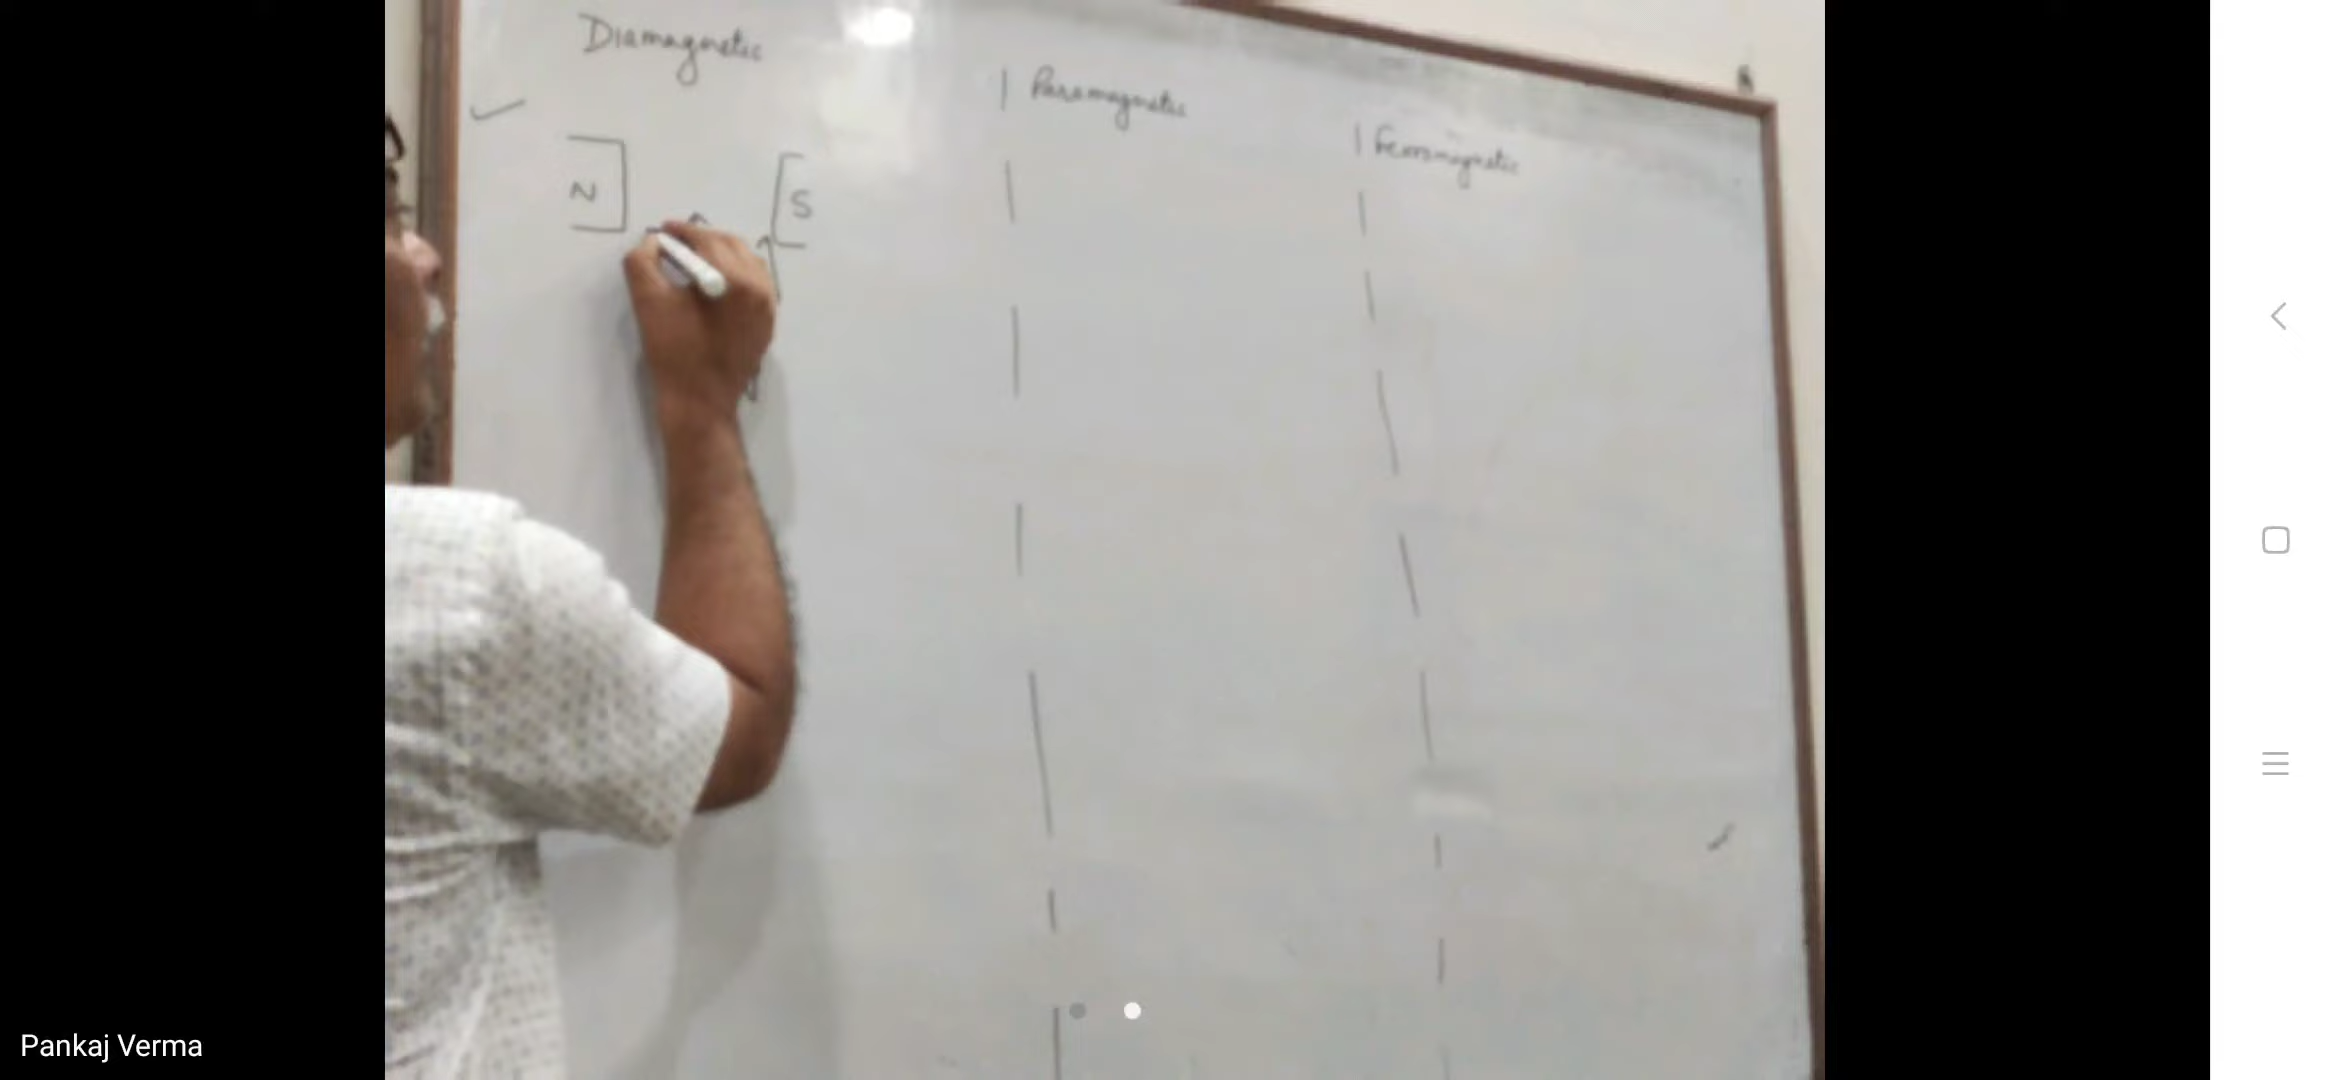 Diamagnetic
Paramagnetic
Ferromagnetic
N
S
Pankaj Verma